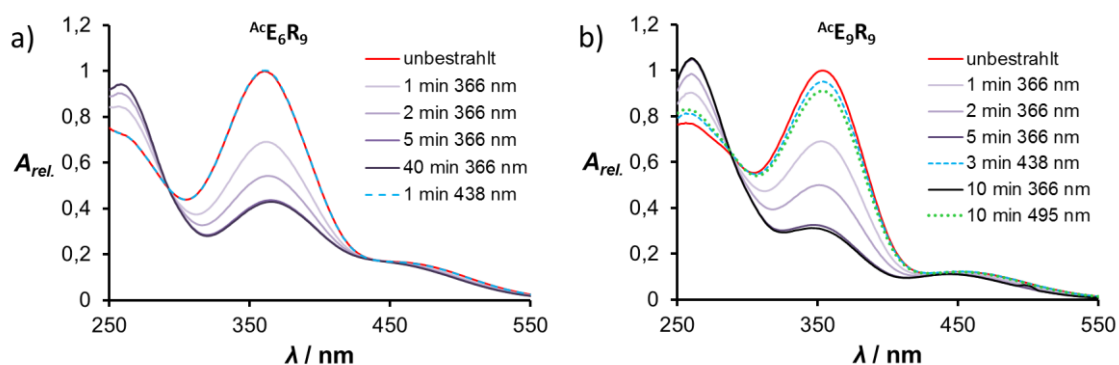 a)
AcE6R9
1,2
1
0,8
0,6
0,4
0,2
0
Arel.
unbestrahlt
1 min 366 nm
2 min 366 nm
5 min 366 nm
40 min 366 nm
1 min 438 nm
250 350 450 550
λ / nm
b)
AcE9R9
1,2
1
0,8
0,6
0,4
0,2
0
Arel.
unbestrahlt
1 min 366 nm
2 min 366 nm
5 min 366 nm
3 min 438 nm
10 min 366 nm
10 min 495 nm
250 350 450 550
λ / nm